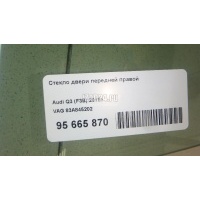 Стекло двери передней правой
Audi Q3 (F3B)
VAG 83A845202
95 665 870